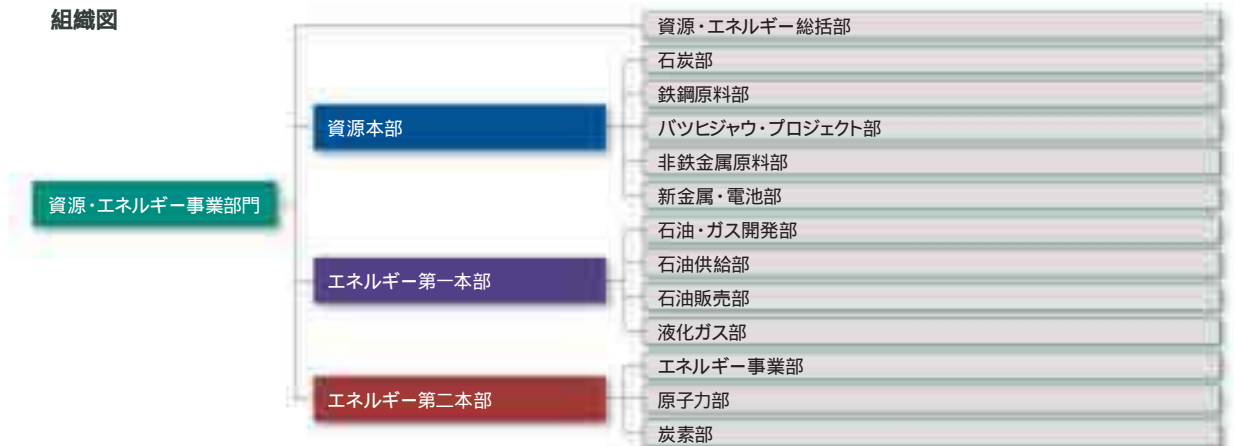 組織図
資源・エネルギー事業部門
資源・エネルギー総括部
資源本部
石炭部
鉄鋼原料部
バツヒジャウ・プロジェクト部
非鉄金属原料部
新金属・電池部
エネルギー第一本部
石油・ガス開発部
石油供給部
石油販売部
液化ガス部
エネルギー第二本部
エネルギー事業部
原子力部
炭素部